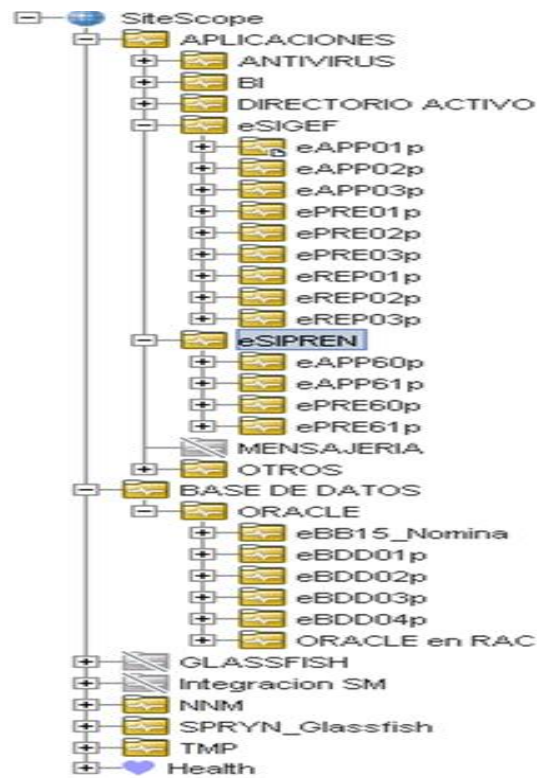 SiteScope
APLICACIONES
ANTIVIRUS
BI
DIRECTORIO ACTIVO
eSIGEF
eAPP01p
eAPP02p
eAPP03p
ePRE01p
ePRE02p
ePRE03p
eREP01p
eREP02p
eREP03p
eSIPREN
eAPP60p
eAPP61p
ePRE60p
ePRE61p
MENSAJERIA
OTROS
BASE DE DATOS
ORACLE
eBB15_Nomina
eBDD01p
eBDD02p
eBDD03p
eBDD04p
ORACLE en RAC
GLASSFISH
Integracion SM
NNM
SPRYN_Glassfish
TMP
Health